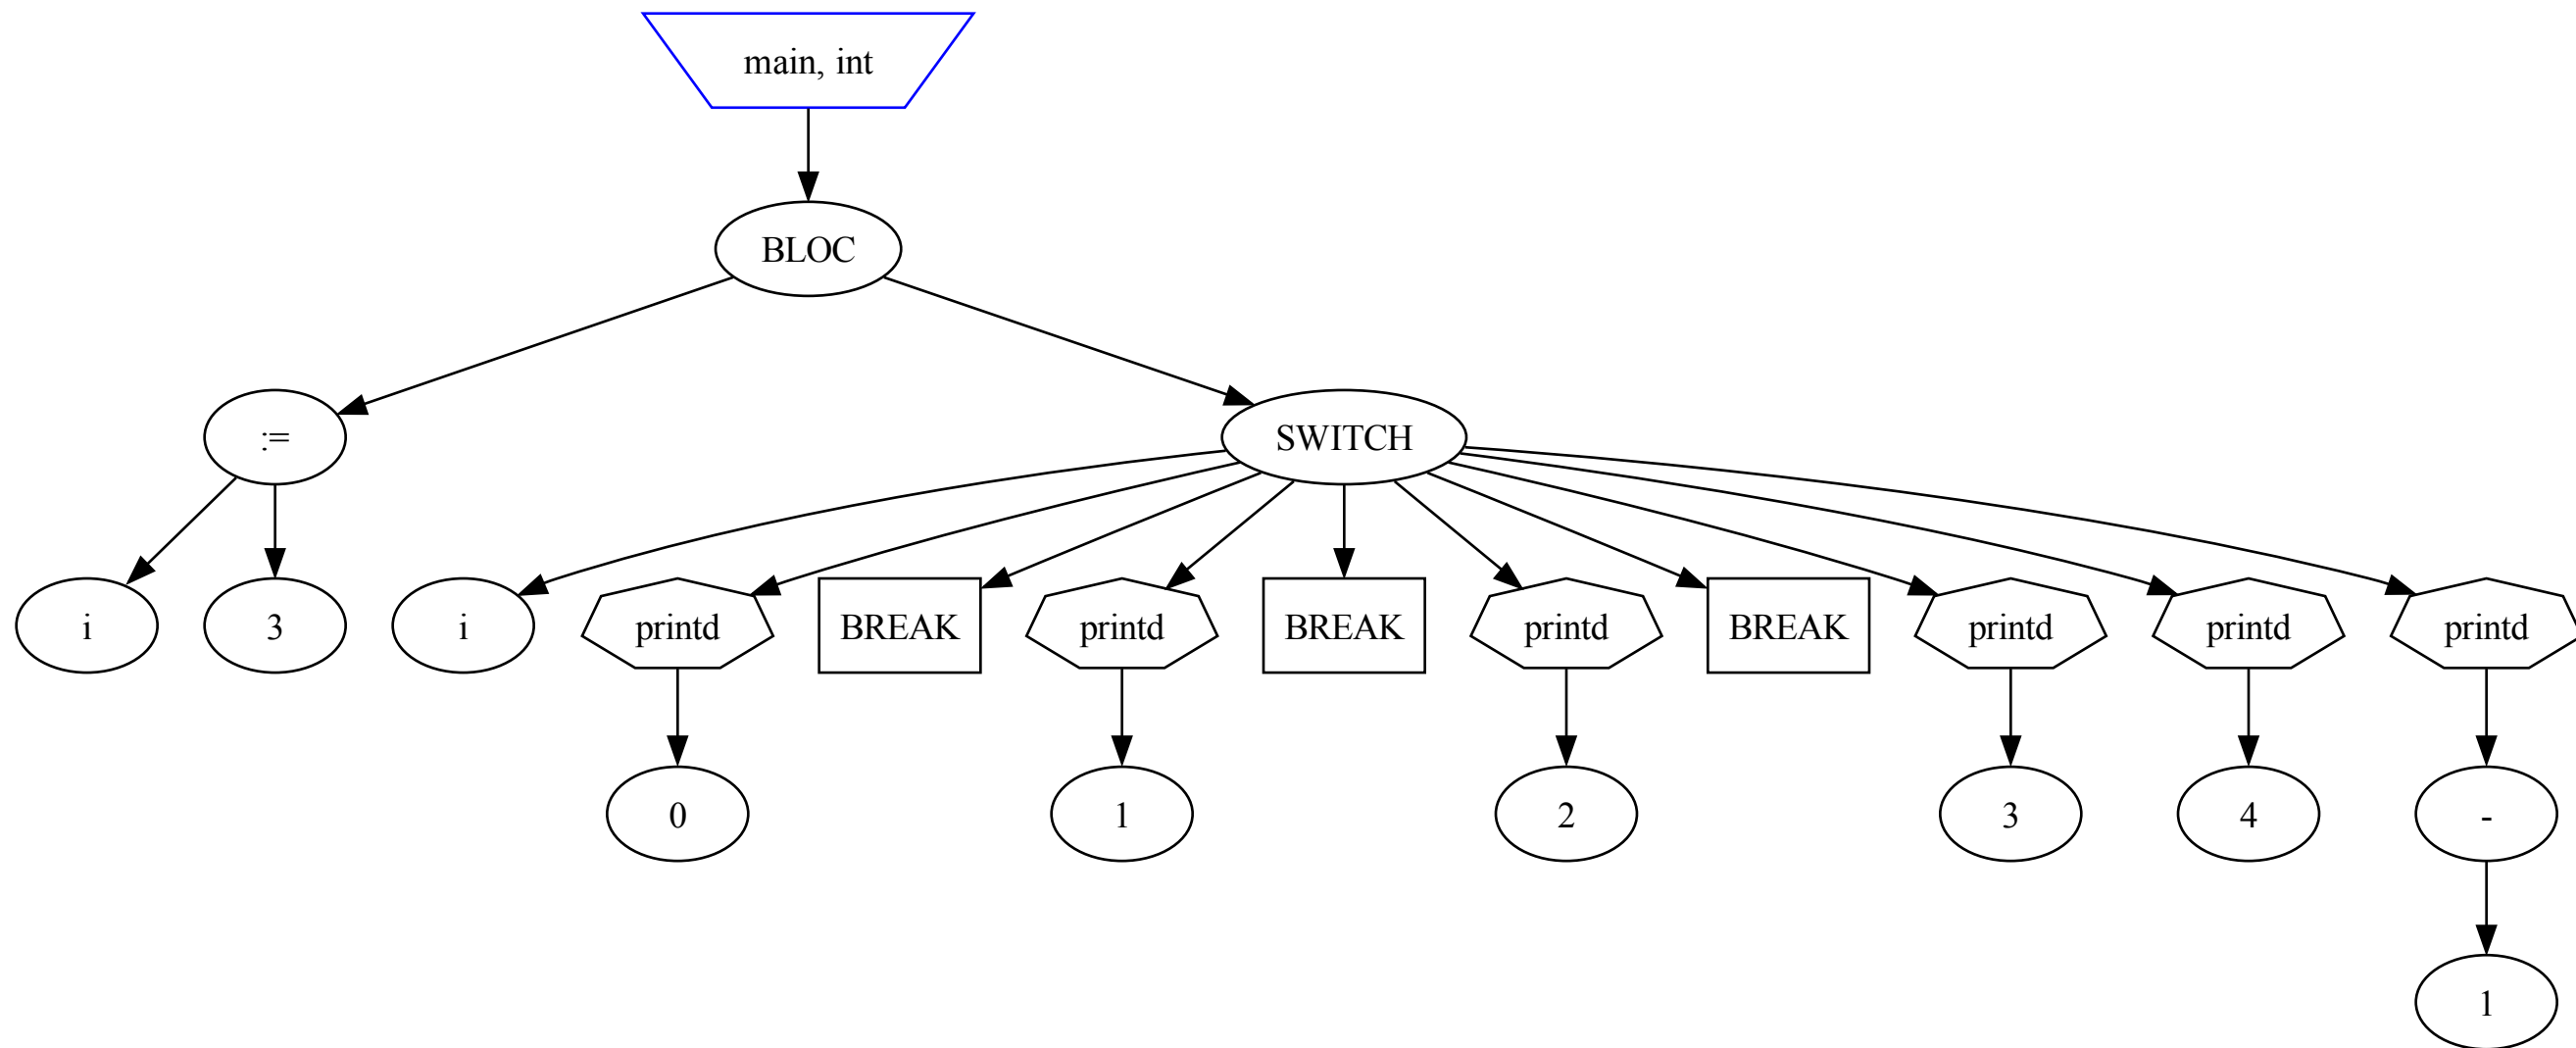 main, int
BLOC
:=
SWITCH
i
3
i
printd
BREAK
printd
BREAK
printd
BREAK
printd
printd
printd
0
1
2
3
4
-
1